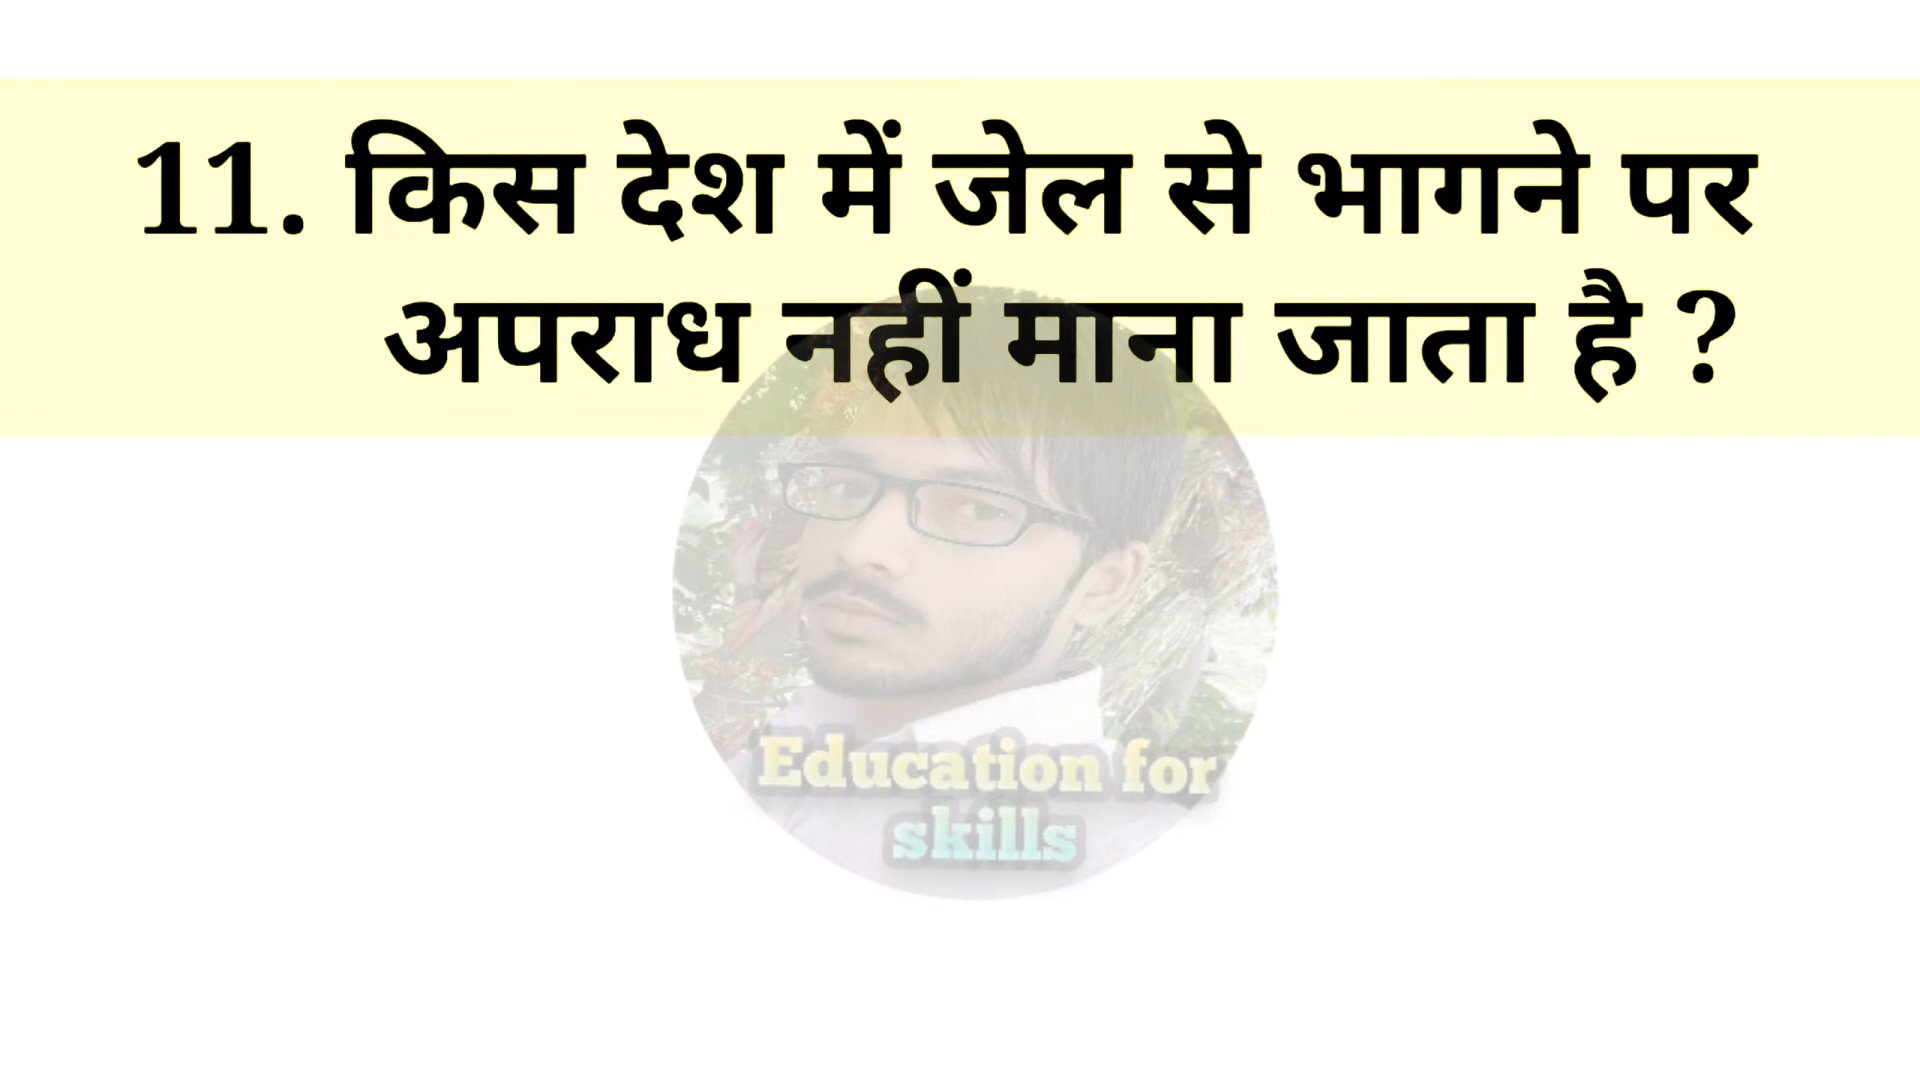 11. किस देश में जेल से भागने पर
अपराध नहीं माना जाता है ?
Education for
skills